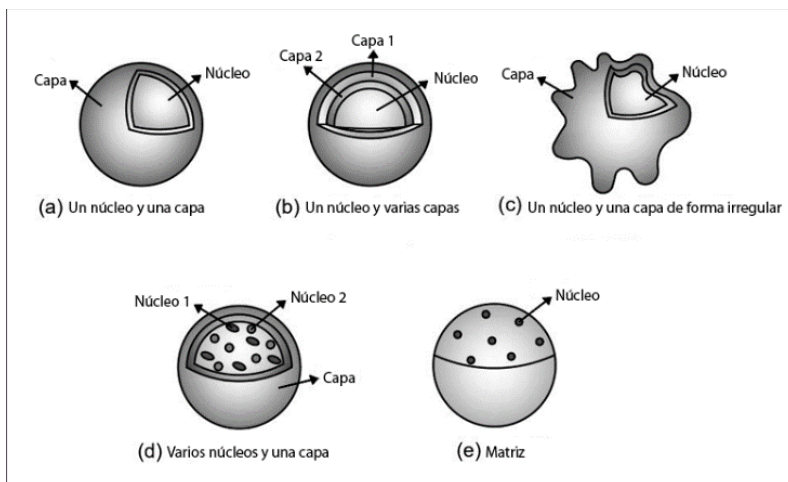 Capa
Núcleo
(a) Un núcleo y una capa
Capa 2
Capa 1
Núcleo
(b) Un núcleo y varias capas
Capa
Núcleo
(c) Un núcleo y una capa de forma irregular
Núcleo 1
Núcleo 2
Capa
(d) Varios núcleos y una capa
Núcleo
(e) Matriz